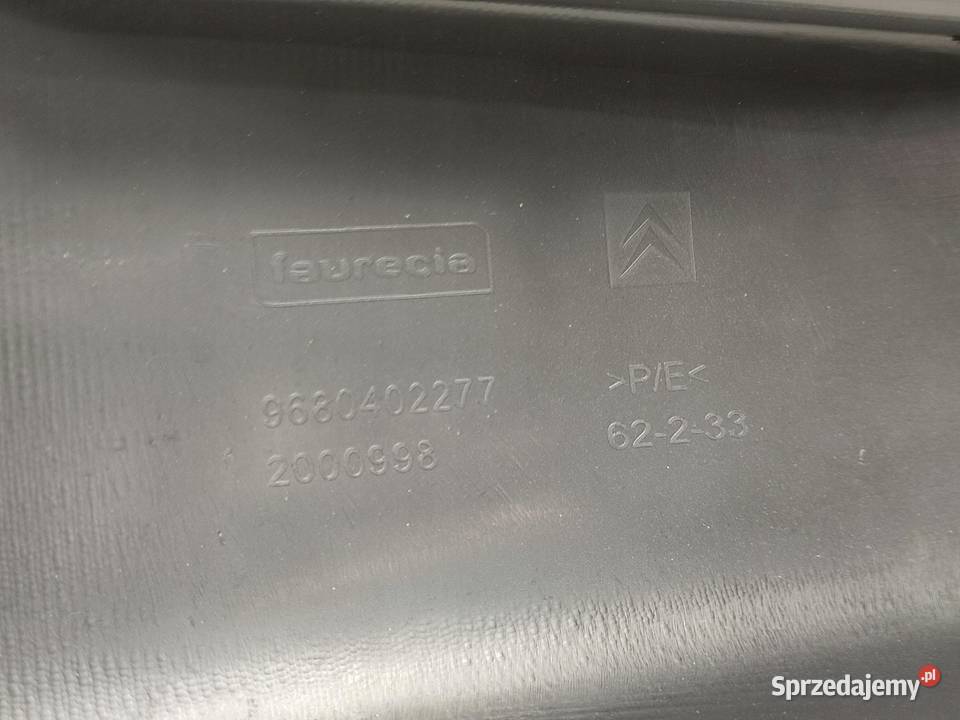 faurecia
9680402277
2000998
>P/E<
62-2-33
Sprzedajemy.pl